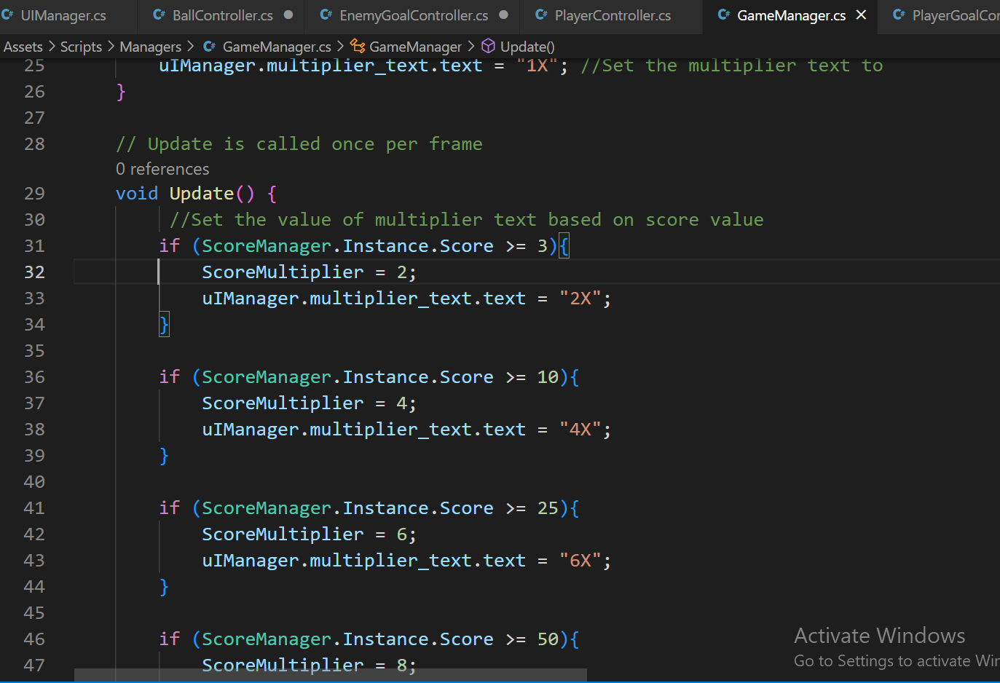 UIManager.cs BallController.cs EnemyGoalController.cs PlayerController.cs GameManager.cs PlayerGoalCor
Assets > Scripts > Managers > GameManager.cs > GameManager > Update()
25 uIManager.multiplier_text.text = "1X"; //Set the multiplier text to
26 }
27
28 // Update is called once per frame
0 references
29 void Update() {
30 //Set the value of multiplier text based on score value
31 if (ScoreManager.Instance.Score >= 3){
32 ScoreMultiplier = 2;
33 uIManager.multiplier_text.text = "2X";
34 }
35
36 if (ScoreManager.Instance.Score >= 10){
37 ScoreMultiplier = 4;
38 uIManager.multiplier_text.text = "4X";
39 }
40
41 if (ScoreManager.Instance.Score >= 25){
42 ScoreMultiplier = 6;
43 uIManager.multiplier_text.text = "6X";
44 }
45
46 if (ScoreManager.Instance.Score >= 50){
47 ScoreMultiplier = 8;
Activate Windows
Go to Settings to activate Wir